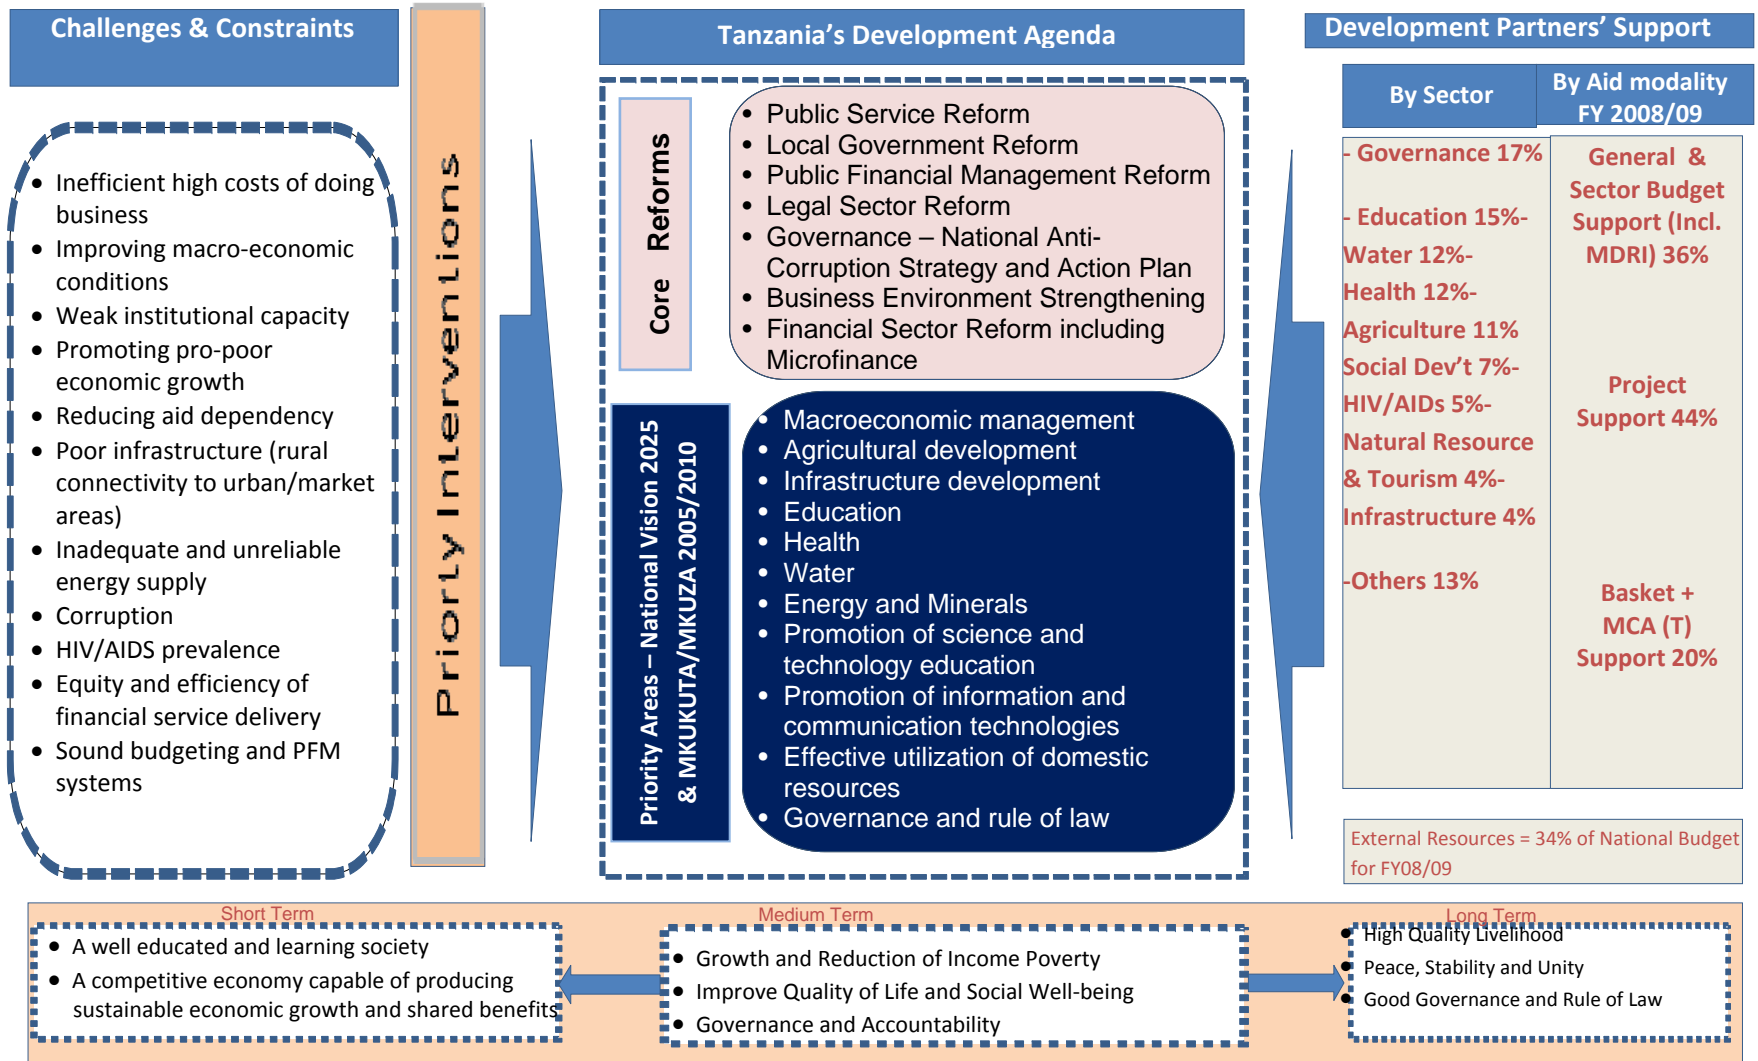 Challenges & Constraints
• Inefficient high costs of doing
business
• Improving macro-economic
conditions
• Weak institutional capacity
• Promoting pro-poor
economic growth
• Reducing aid dependency
• Poor infrastructure (rural
connectivity to urban/market
areas)
• Inadequate and unreliable
energy supply
• Corruption
• HIV/AIDS prevalence
• Equity and efficiency of
financial service delivery
• Sound budgeting and PFM
systems
Priority Interventions
Tanzania's Development Agenda
Core Reforms
• Public Service Reform
• Local Government Reform
• Public Financial Management Reform
• Legal Sector Reform
• Governance – National Anti-
Corruption Strategy and Action Plan
• Business Environment Strengthening
• Financial Sector Reform including
Microfinance
Priority Areas – National Vision 2025
& MKUKUTA/MKUZA 2005/2010
• Macroeconomic management
• Agricultural development
• Infrastructure development
• Education
• Health
• Water
• Energy and Minerals
• Promotion of science and
technology education
• Promotion of information and
communication technologies
• Effective utilization of domestic
resources
• Governance and rule of law
Development Partners' Support
By Sector
- Governance 17%
- Education 15%-
Water 12%-
Health 12%-
Agriculture 11%
Social Dev't 7%-
HIV/AIDs 5%-
Natural Resource
& Tourism 4%-
Infrastructure 4%
-Others 13%
By Aid modality
FY 2008/09
General &
Sector Budget
Support (Incl.
MDRI) 36%
Project
Support 44%
Basket +
MCA (T)
Support 20%
External Resources = 34% of National Budget
for FY08/09
Short Term
• A well educated and learning society
• A competitive economy capable of producing
sustainable economic growth and shared benefits
Medium Term
• Growth and Reduction of Income Poverty
• Improve Quality of Life and Social Well-being
• Governance and Accountability
Long Term
• High Quality Livelihood
• Peace, Stability and Unity
• Good Governance and Rule of Law